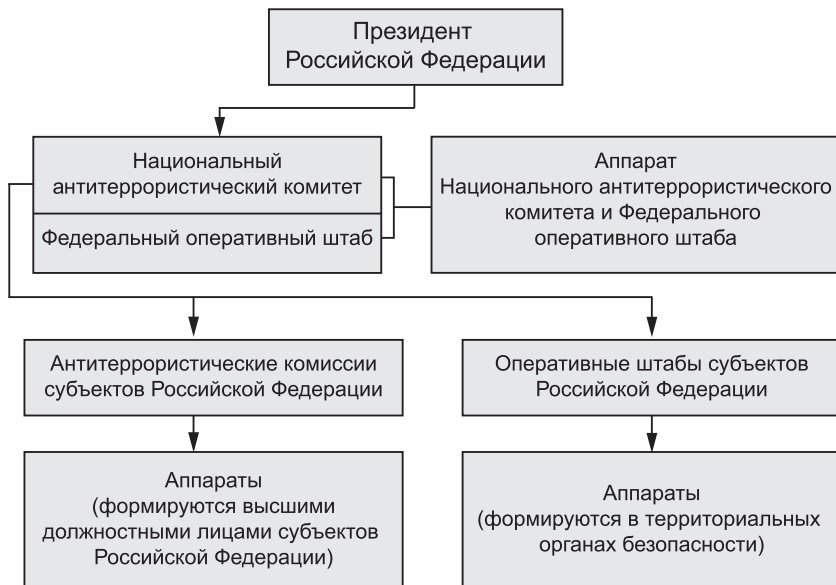 Президент
Российской Федерации
Национальный
антитеррористический комитет
Федеральный оперативный штаб
Аппарат
Национального антитеррористического
комитета и Федерального
оперативного штаба
Антитеррористические комиссии
субъектов Российской Федерации
Оперативные штабы субъектов
Российской Федерации
Аппараты
(формируются высшими
должностными лицами субъектов
Российской Федерации)
Аппараты
(формируются в территориальных
органах безопасности)